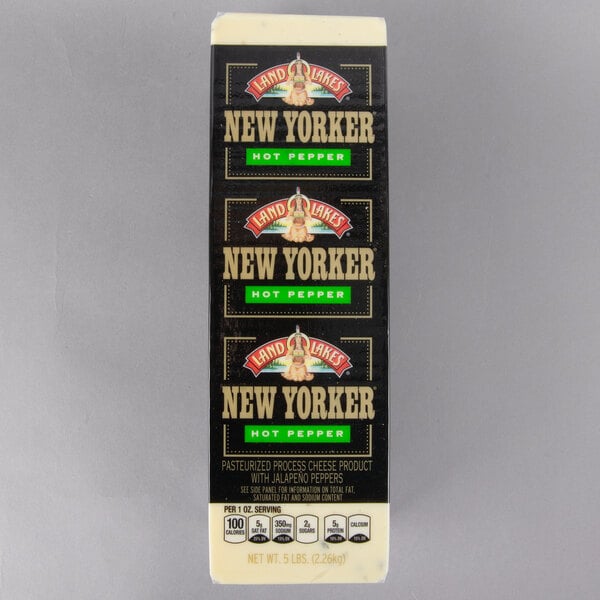 LAND O LAKES
NEW YORKER
HOT PEPPER
LAND O LAKES
NEW YORKER
HOT PEPPER
LAND O LAKES
NEW YORKER
HOT PEPPER
PASTEURIZED PROCESS CHEESE PRODUCT
WITH JALAPEÑO PEPPERS
SEE SIDE PANEL FOR INFORMATION ON TOTAL FAT,
SATURATED FAT AND SODIUM CONTENT
PER 1 OZ. SERVING
100 5g 350mg 2g 5g CALCIUM
CALORIES SAT FAT SODIUM SUGARS PROTEIN
NET WT. 5 LBS. (2.26kg)